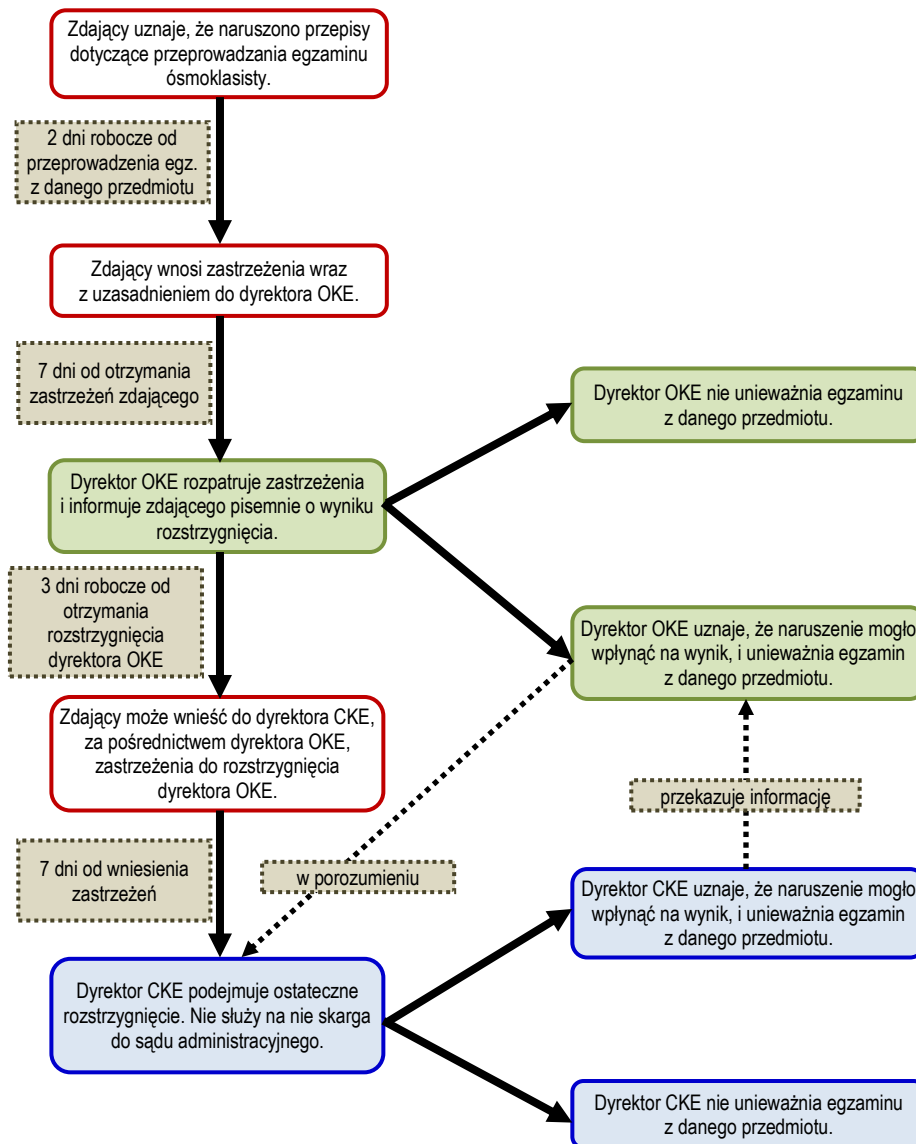 Zdający uznaje, że naruszono przepisy
dotyczące przeprowadzania egzaminu
ósmoklasisty.
2 dni robocze od
przeprowadzenia egz.
z danego przedmiotu
Zdający wnosi zastrzeżenia wraz
z uzasadnieniem do dyrektora OKE.
7 dni od otrzymania
zastrzeżeń zdającego
Dyrektor OKE nie unieważnia egzaminu
z danego przedmiotu.
Dyrektor OKE rozpatruje zastrzeżenia
i informuje zdającego pisemnie o wyniku
rozstrzygnięcia.
3 dni robocze od
otrzymania
rozstrzygnięcia
dyrektora OKE
Dyrektor OKE uznaje, że naruszenie mogło
wpłynąć na wynik, i unieważnia egzamin
z danego przedmiotu.
Zdający może wnieść do dyrektora CKE,
za pośrednictwem dyrektora OKE,
zastrzeżenia do rozstrzygnięcia
dyrektora OKE.
przekazuje informację
7 dni od wniesienia
zastrzeżeń
w porozumieniu
Dyrektor CKE uznaje, że naruszenie mogło
wpłynąć na wynik, i unieważnia egzamin
z danego przedmiotu.
Dyrektor CKE podejmuje ostateczne
rozstrzygnięcie. Nie służy na nie skarga
do sądu administracyjnego.
Dyrektor CKE nie unieważnia egzaminu
z danego przedmiotu.